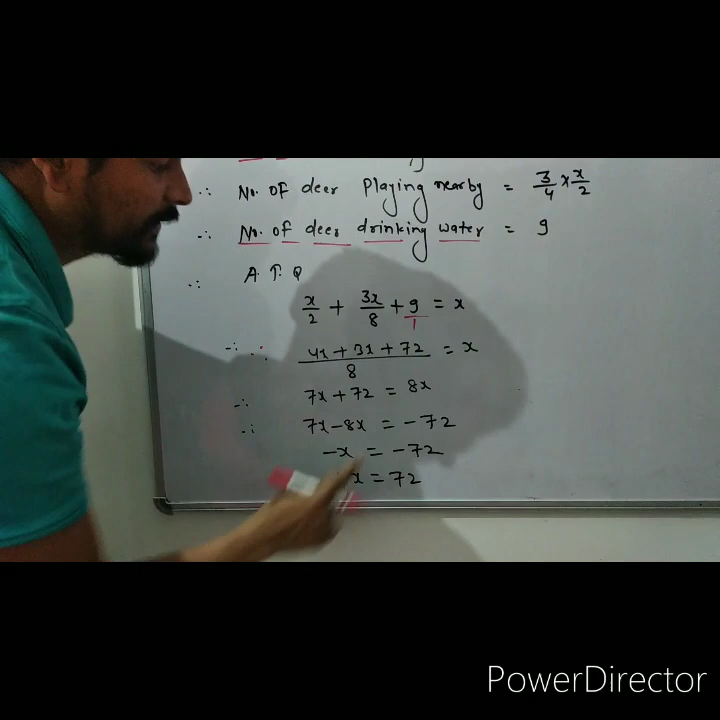 ∴ No. OF deer Playing nearby = 3/4 × x/2
∴ No. of deer drinking water = 9
∴ A.T.Q
x/2 + 3x/8 + 9/1 = x
∴ (4x + 3x + 72)/8 = x
∴ 7x + 72 = 8x
∴ 7x - 8x = -72
-x = -72
x = 72
PowerDirector